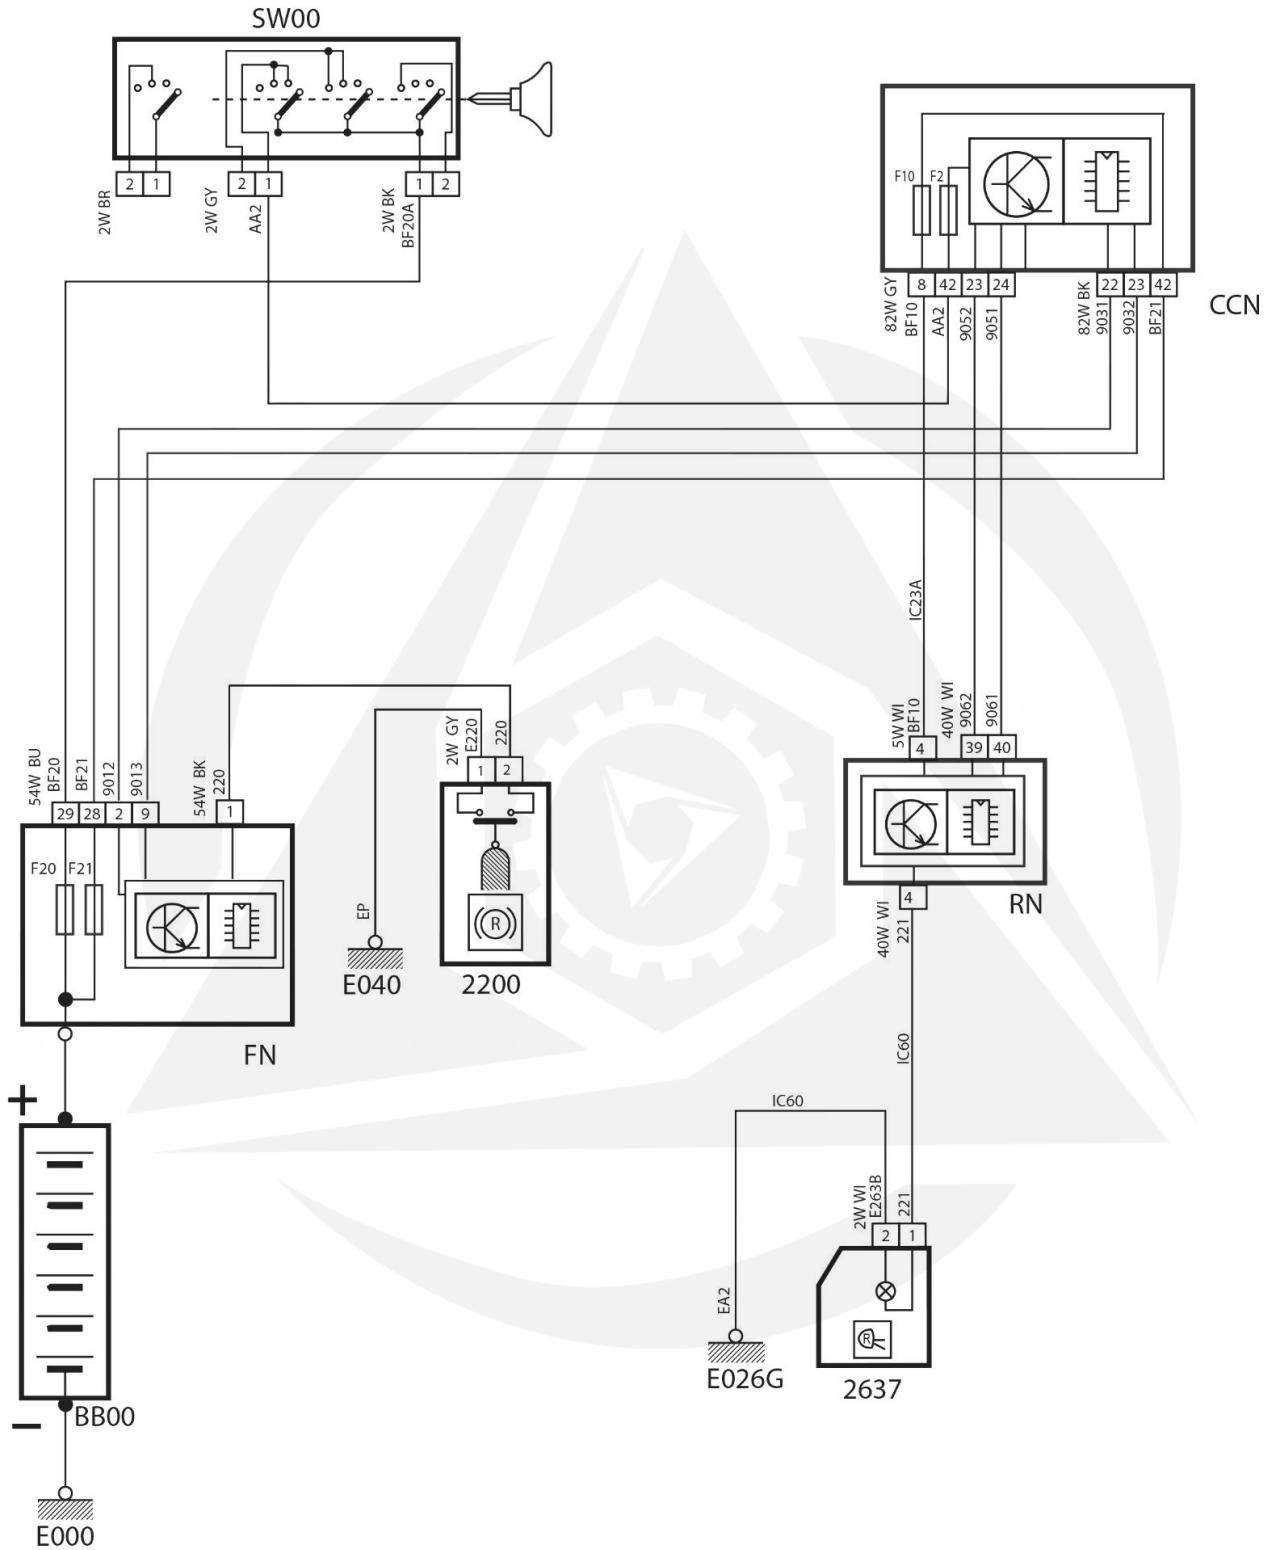 SW00
2 1 2 1 1 2
2W BR
2W GY
AA2
2W BK
BF20A
F10 F2
8 42 23 24 22 23 42
82W GY
BF10
AA2
9052
9051
82W BK
9031
9032
BF21
CCN
IC23A
5W WI
BF10
40W WI
9062
9061
4 39 40
RN
4
40W WI
221
IC60
54W BU
BF20
BF21
9012
9013
54W BK
220
29 28 2 9 1
F20 F21
FN
2W GY
E220
220
1 2
R
2200
EP
E040
+
BB00
−
E000
IC60
2W WI
E263B
221
2 1
R
2637
EA2
E026G